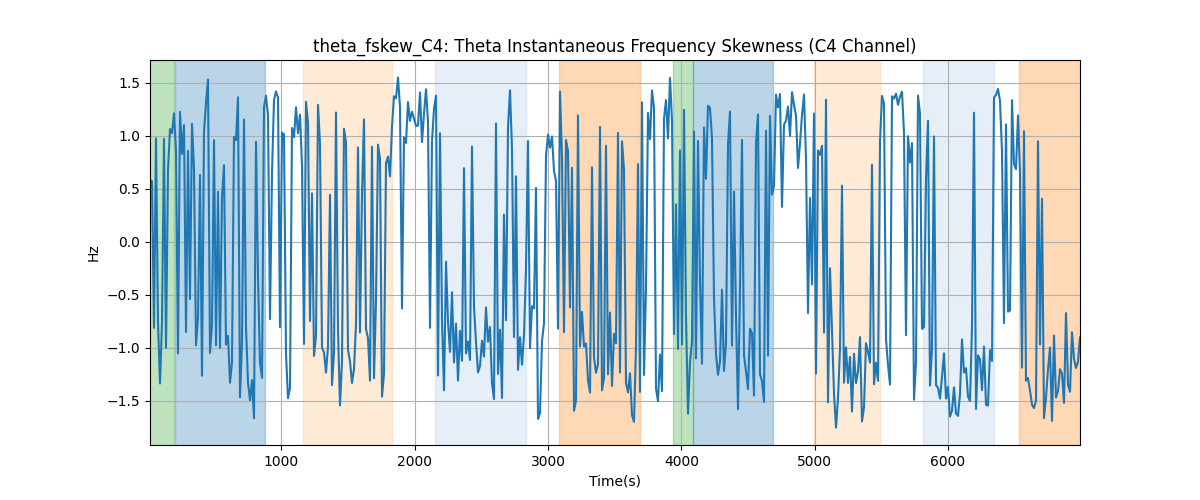 theta_fskew_C4: Theta Instantaneous Frequency Skewness (C4 Channel)
1.5
1.0
0.5
0.0
−0.5
−1.0
−1.5
Hz
1000 2000 3000 4000 5000 6000
Time(s)